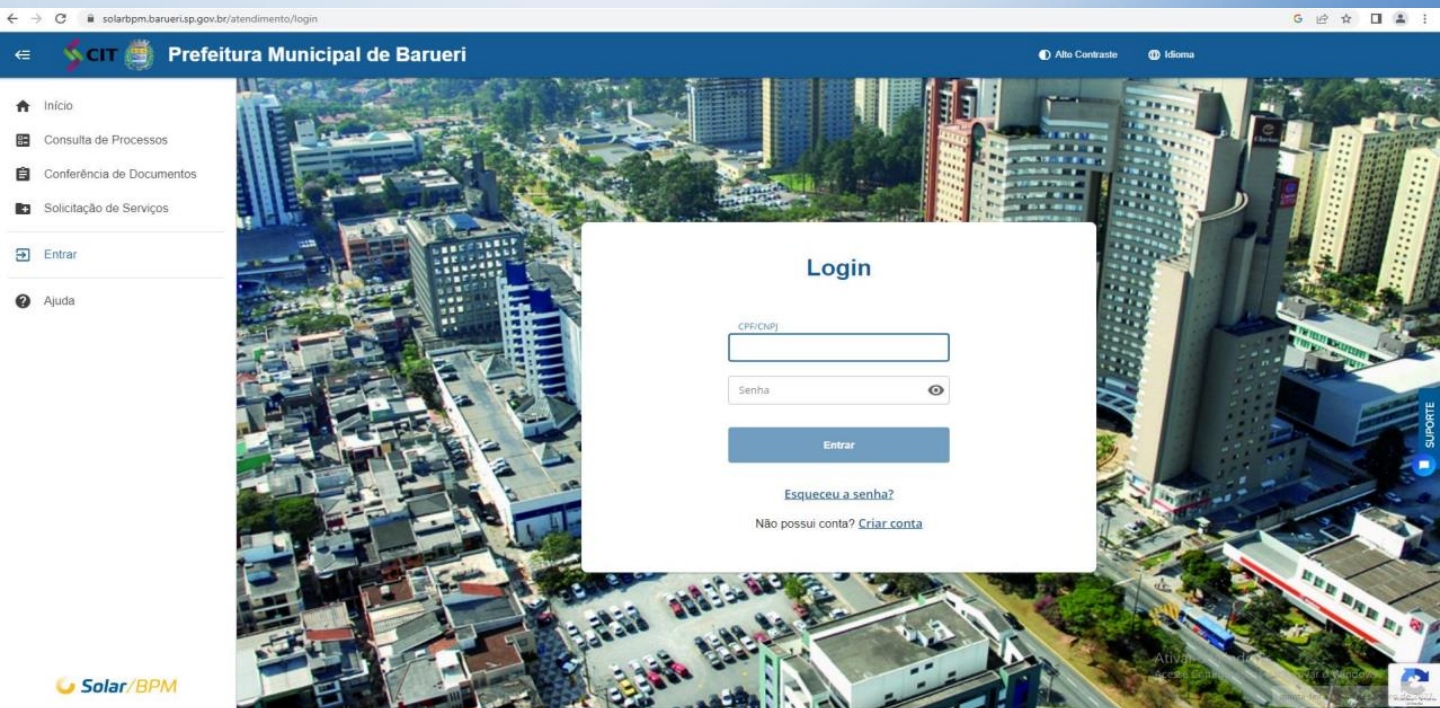 solarbpm.barueri.sp.gov.br/atendimento/login
CIT
Prefeitura Municipal de Barueri
Alto Contraste
Idioma
Início
Consulta de Processos
Conferência de Documentos
Solicitação de Serviços
Entrar
Ajuda
Login
CPF/CNPJ
Senha
Entrar
Esqueceu a senha?
Não possui conta? Criar conta
SUPORTE
Solar/BPM